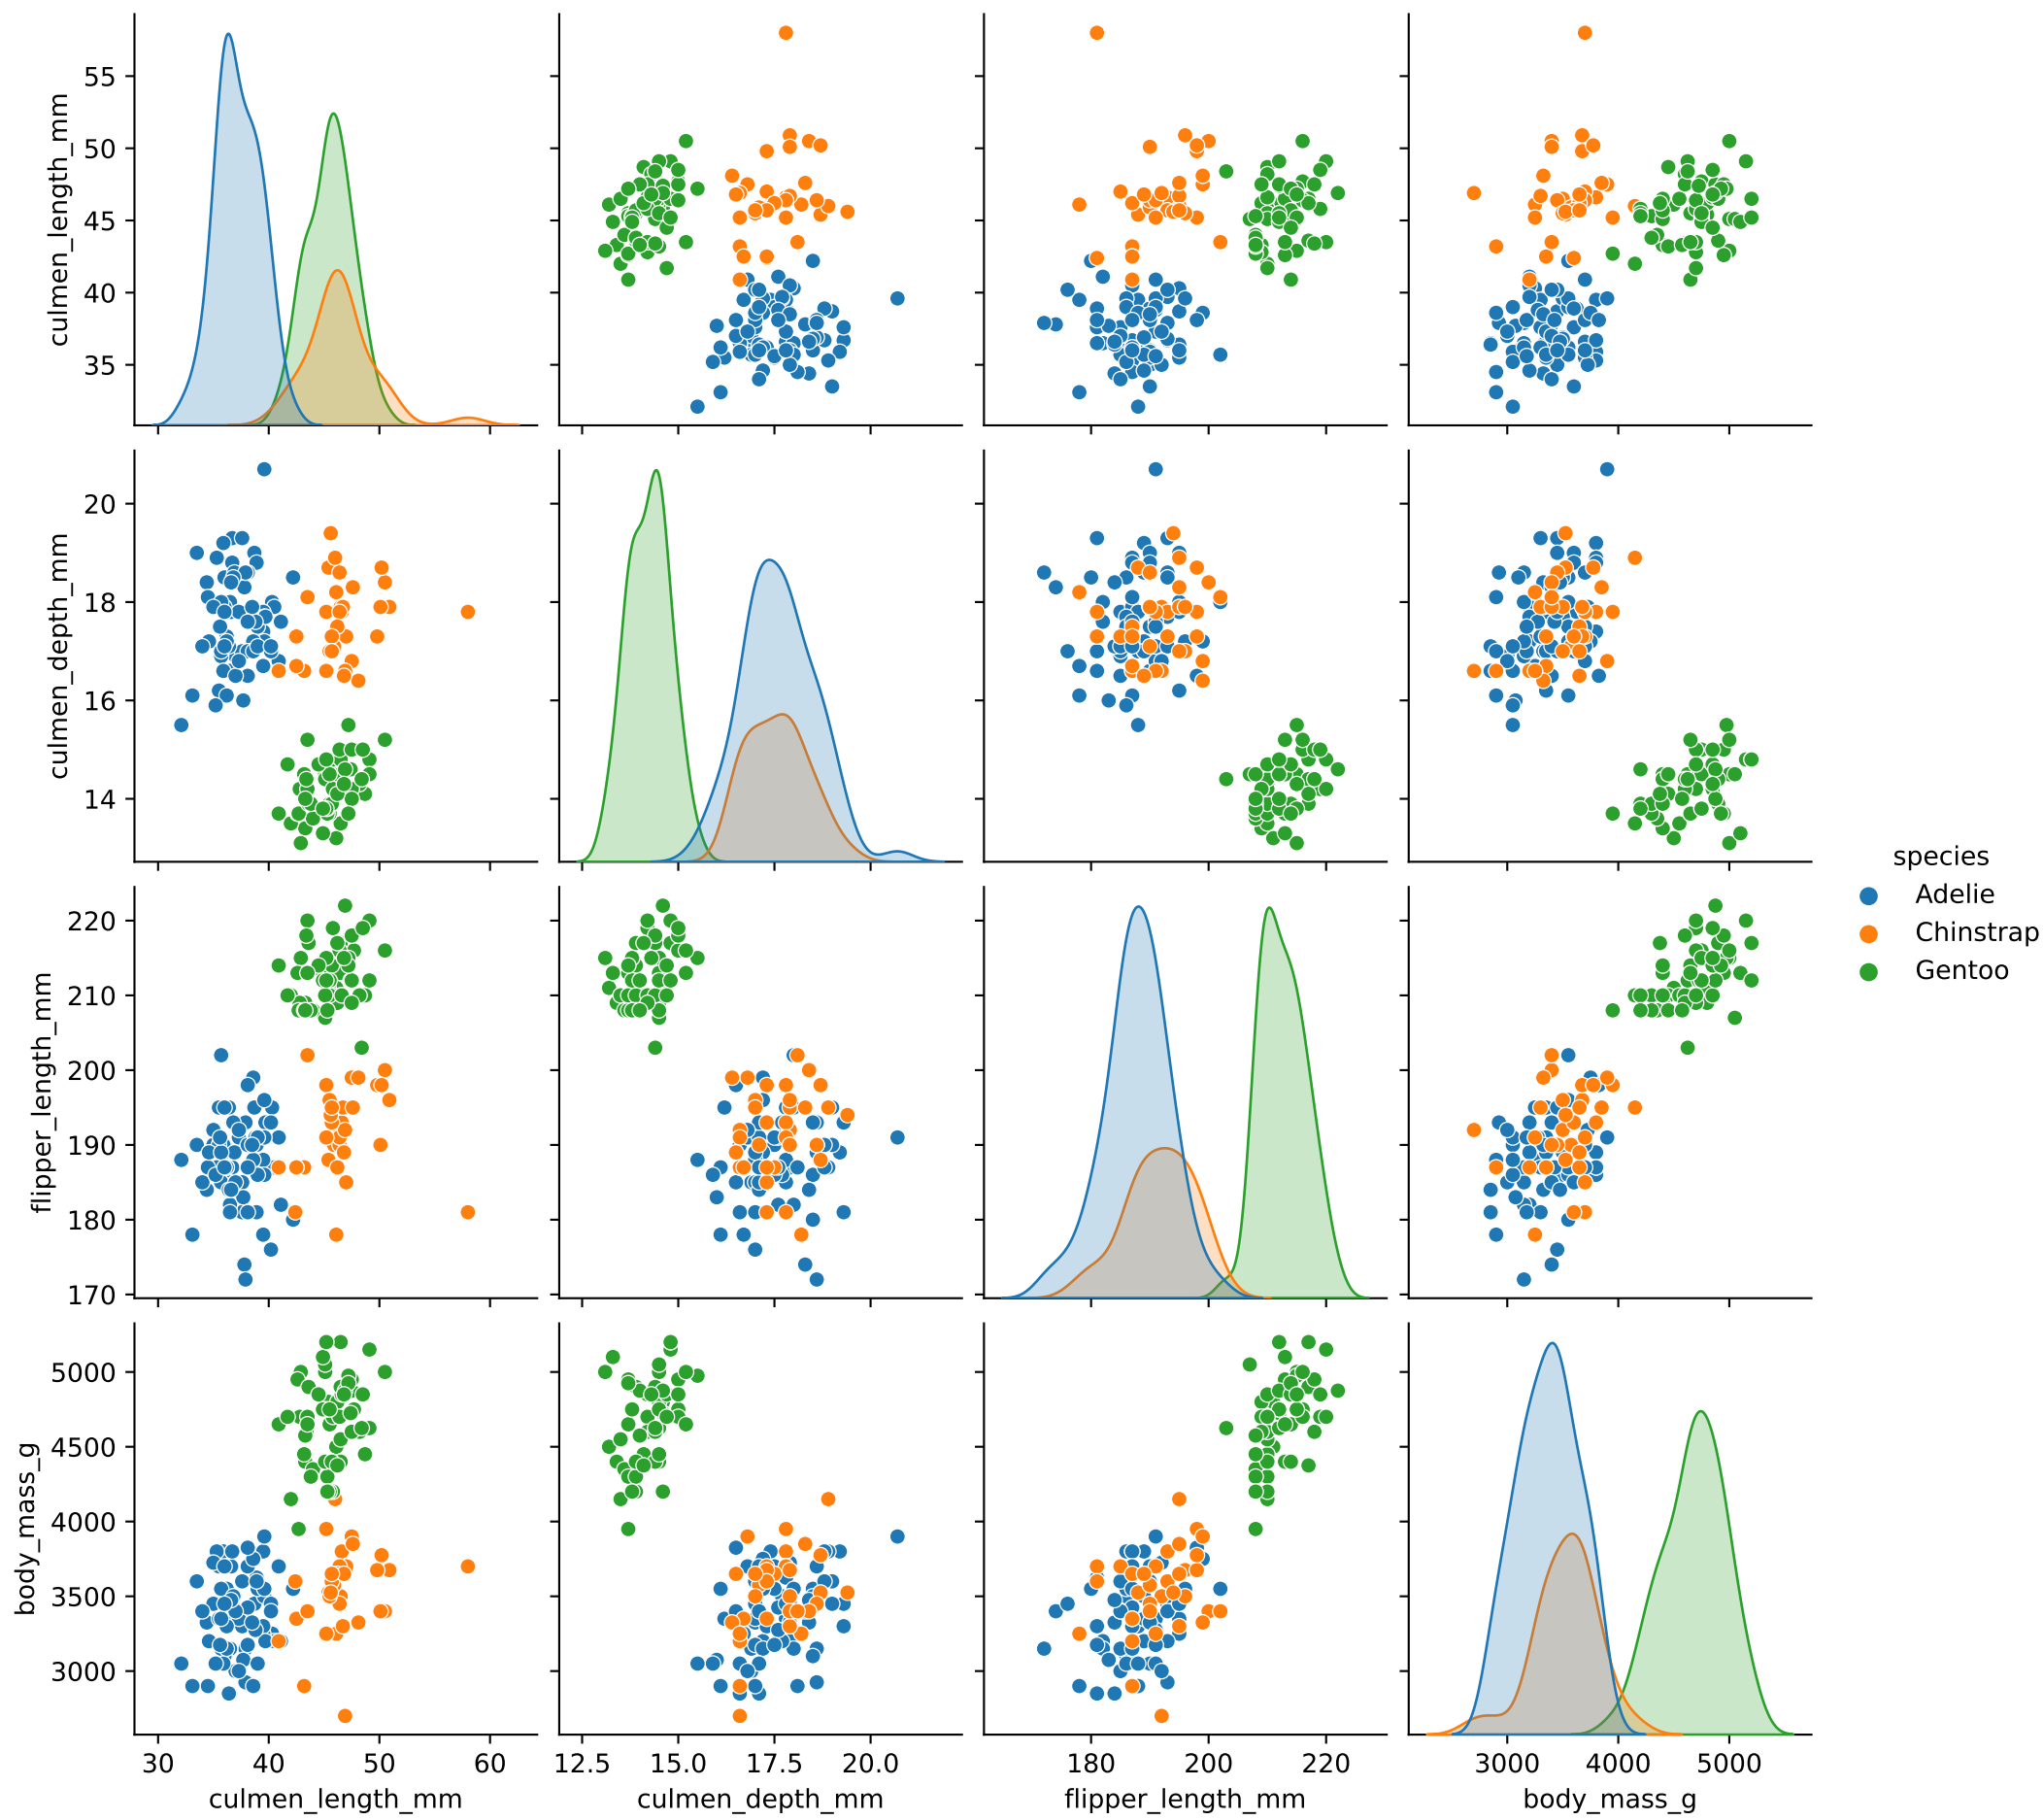 culmen_length_mm
55
50
45
40
35
culmen_depth_mm
20
18
16
14
flipper_length_mm
220
210
200
190
180
170
body_mass_g
5000
4500
4000
3500
3000
30 40 50 60
culmen_length_mm
12.5 15.0 17.5 20.0
culmen_depth_mm
180 200 220
flipper_length_mm
3000 4000 5000
body_mass_g
species
Adelie
Chinstrap
Gentoo